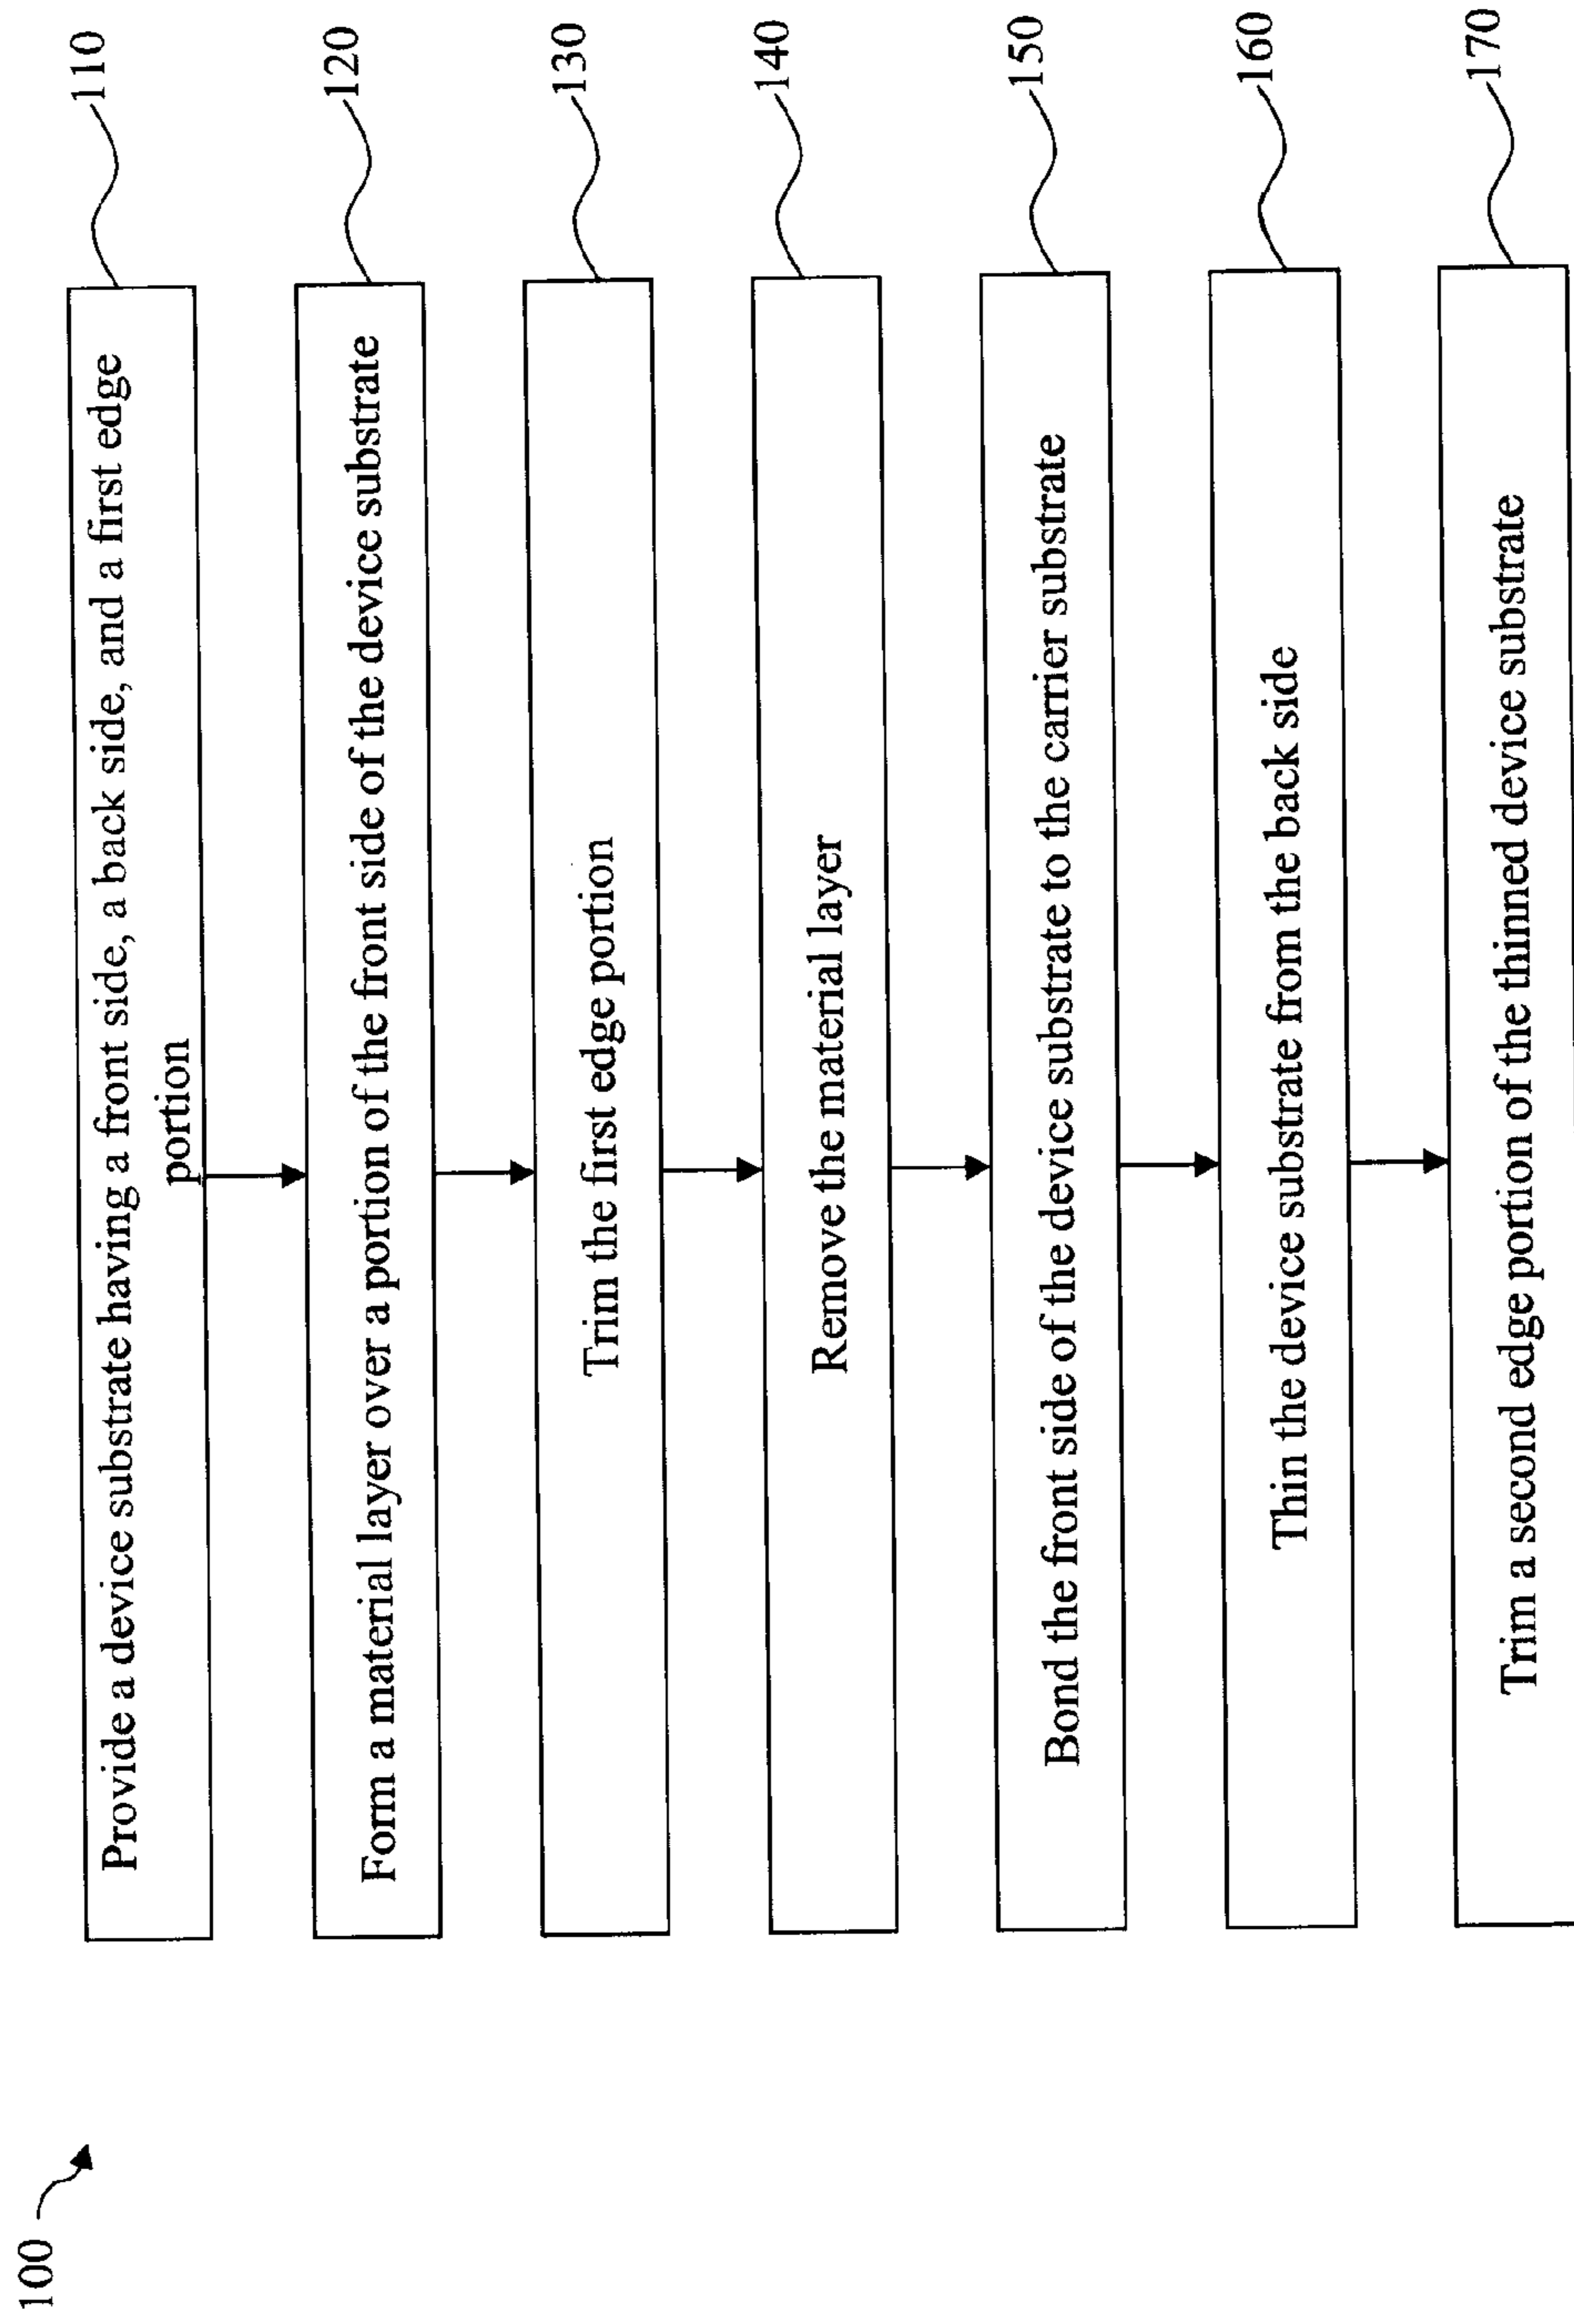 100
Provide a device substrate having a front side, a back side, and a first edge
portion
110
Form a material layer over a portion of the front side of the device substrate
120
Trim the first edge portion
130
Remove the material layer
140
Bond the front side of the device substrate to the carrier substrate
150
Thin the device substrate from the back side
160
Trim a second edge portion of the thinned device substrate
170